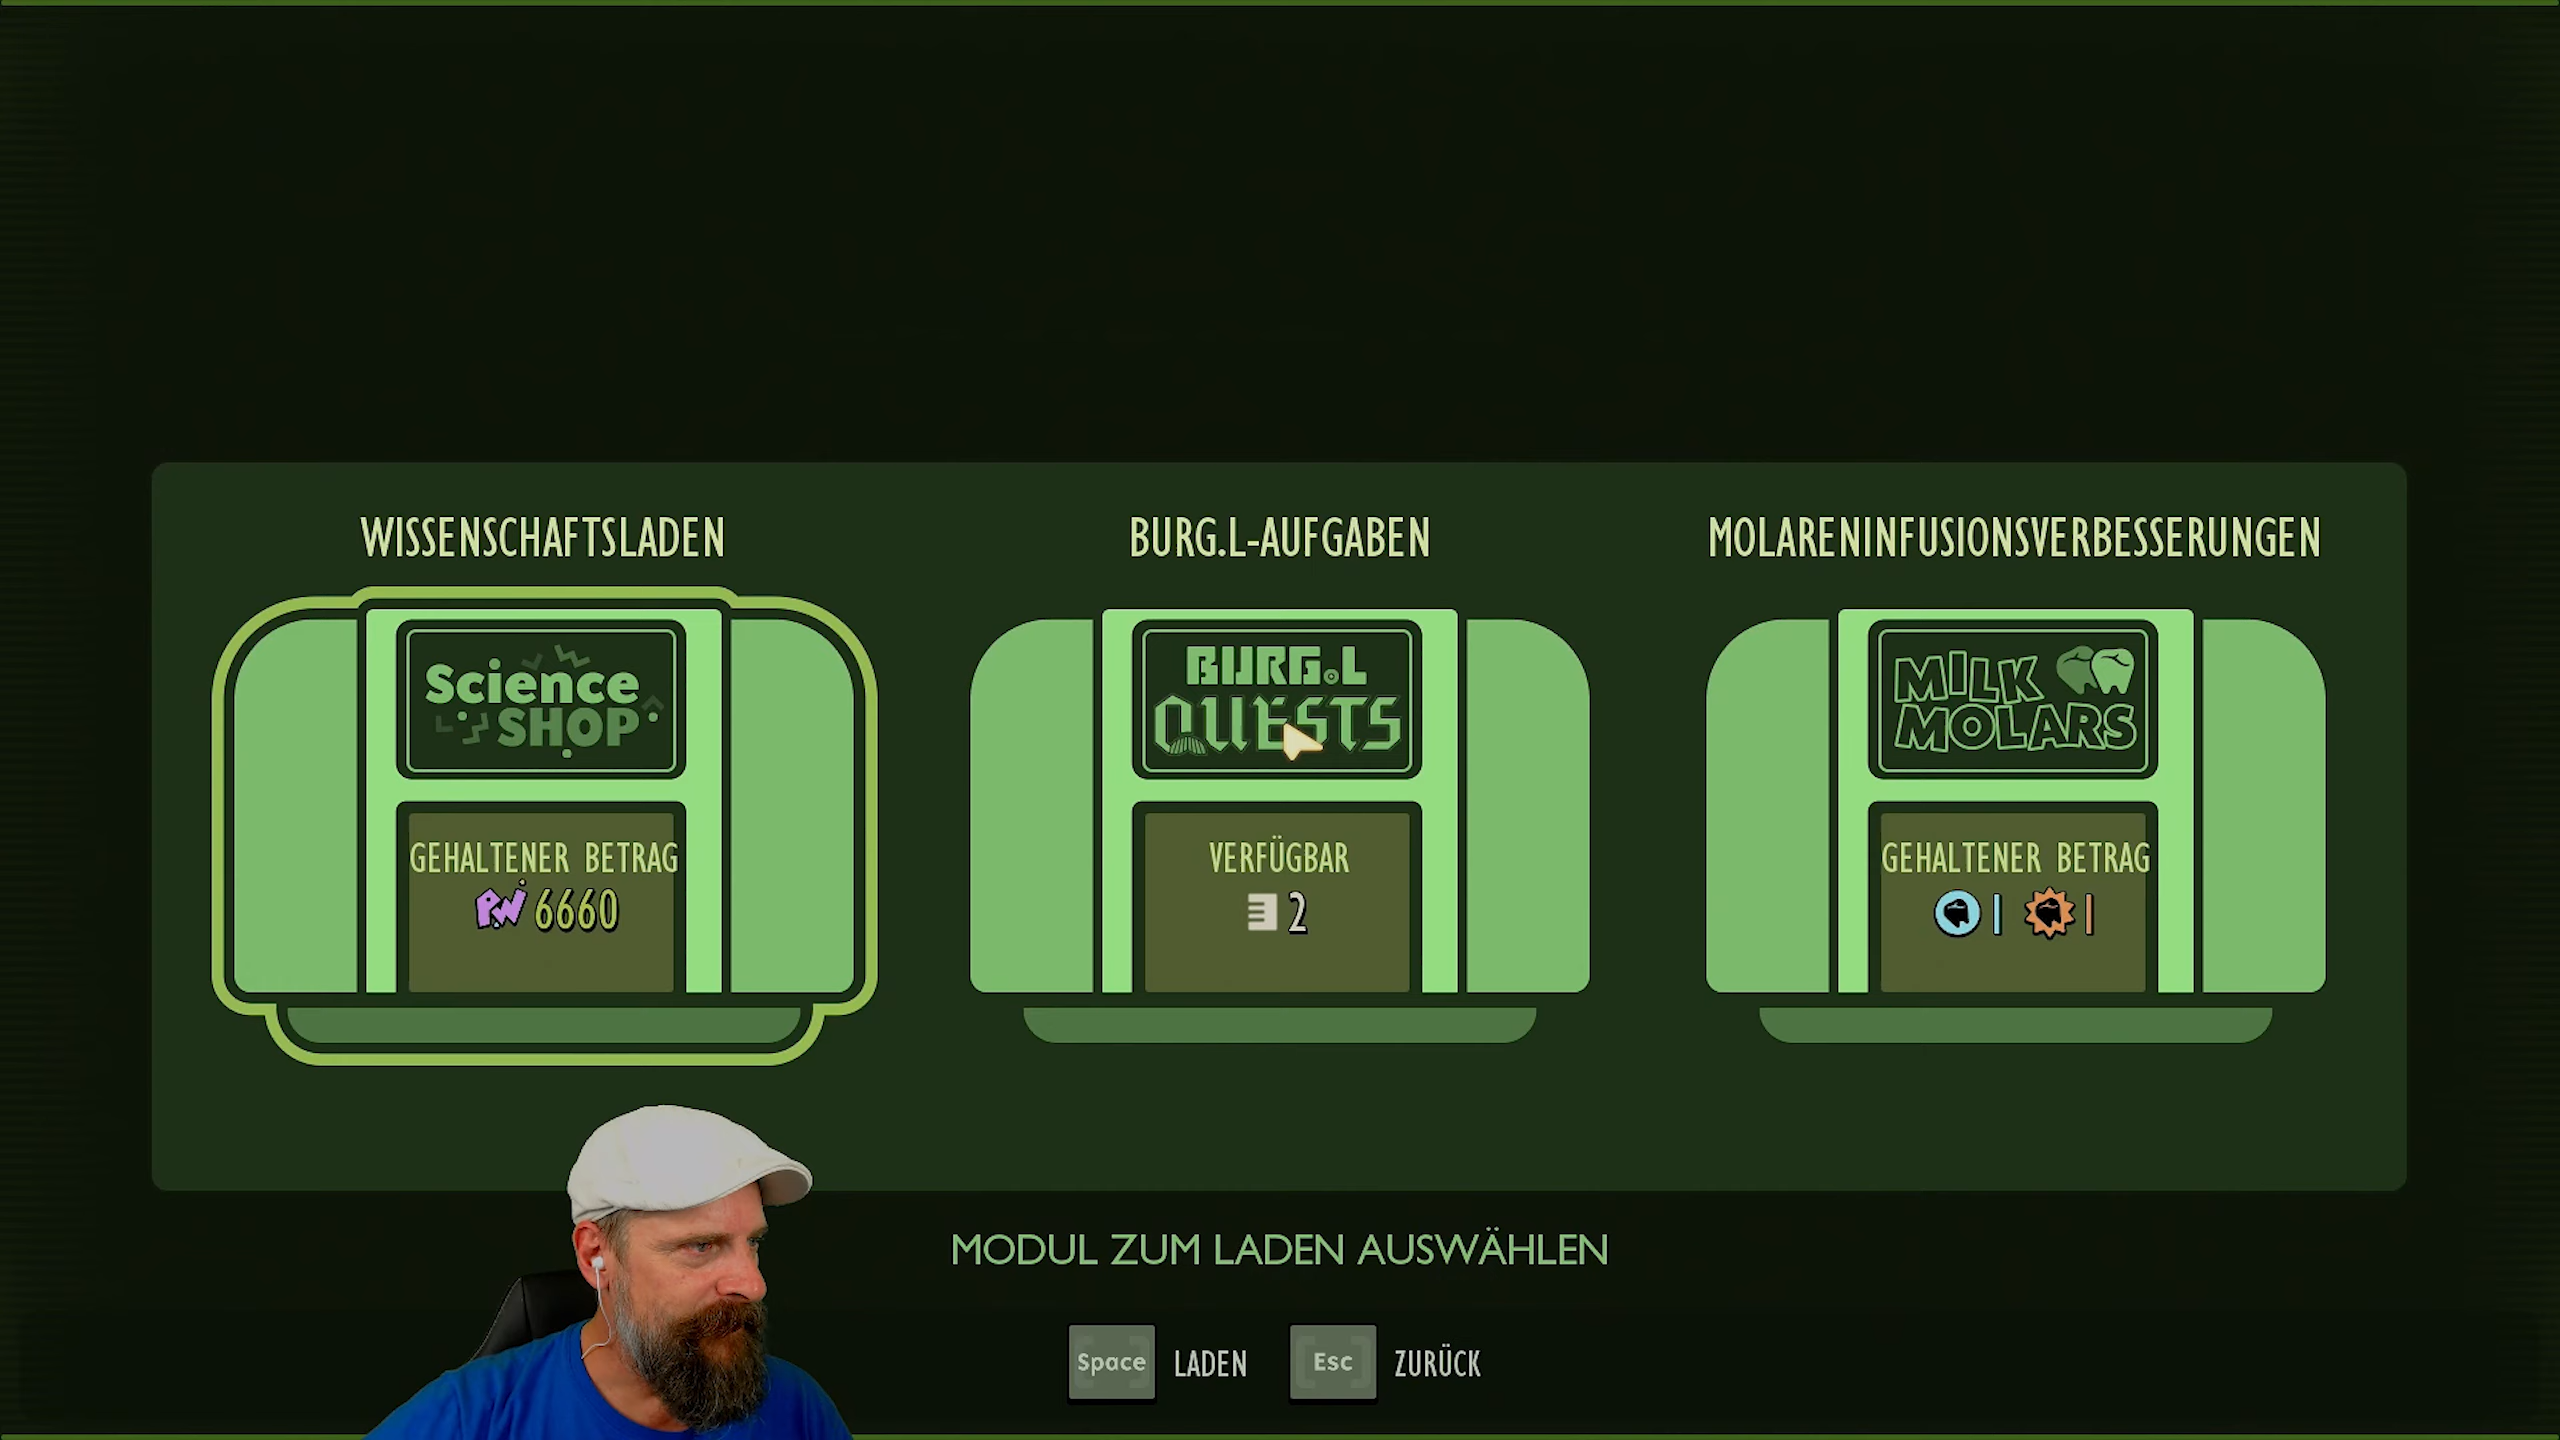 WISSENSCHAFTSLADEN
Science
SHOP
GEHALTENER BETRAG
6660
BURG.L-AUFGABEN
BURG.L
QUESTS
VERFÜGBAR
2
MOLARENINFUSIONSVERBESSERUNGEN
MILK
MOLARS
GEHALTENER BETRAG
1 1
MODUL ZUM LADEN AUSWÄHLEN
Space LADEN Esc ZURÜCK